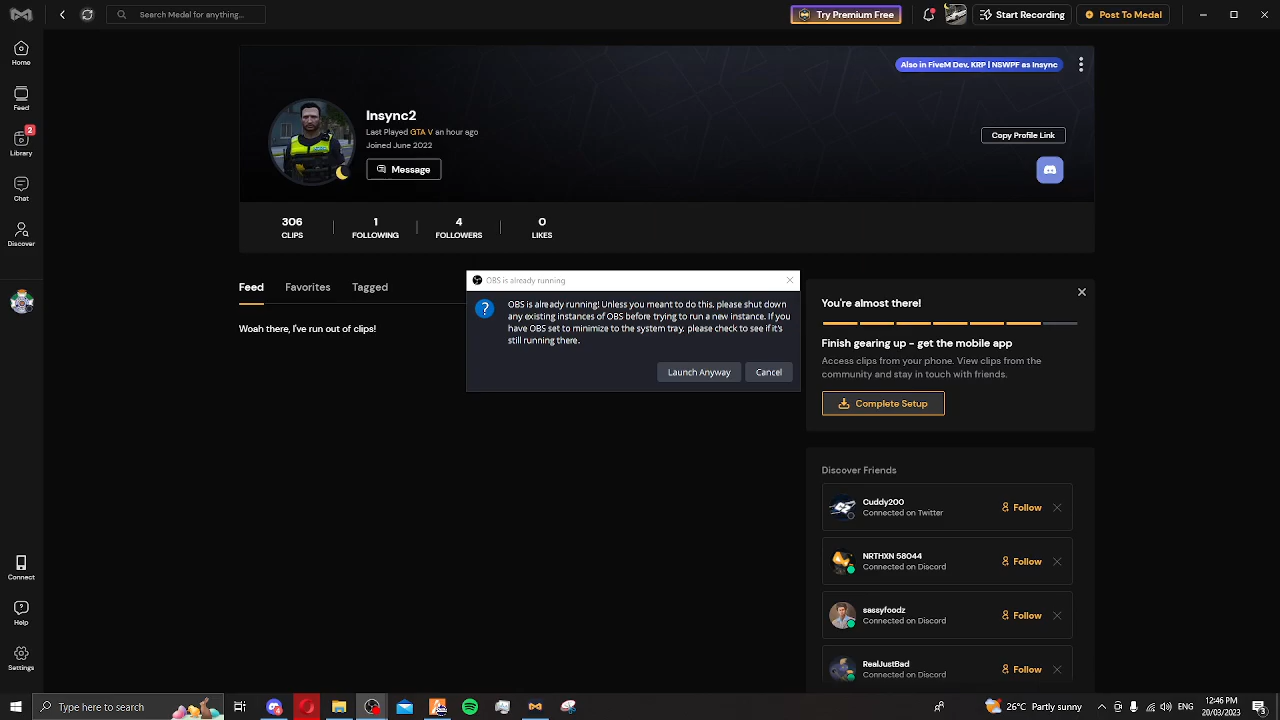 Search Medal for anything...
Try Premium Free
Start Recording
Post To Medal
Home
Feed
2
Library
Chat
Discover
Connect
Help
Settings
Also in FiveM Dev, KRP | NSWPF as Insync
Insync2
Last Played GTA V an hour ago
Joined June 2022
Message
Copy Profile Link
306
CLIPS
1
FOLLOWING
4
FOLLOWERS
0
LIKES
Feed
Favorites
Tagged
Woah there, I've run out of clips!
OBS is already running
OBS is already running! Unless you meant to do this, please shut down
any existing instances of OBS before trying to run a new instance. If you
have OBS set to minimize to the system tray, please check to see if it's
still running there.
Launch Anyway
Cancel
You're almost there!
Finish gearing up - get the mobile app
Access clips from your phone. View clips from the
community and stay in touch with friends.
Complete Setup
Discover Friends
Cuddy200
Connected on Twitter
Follow
NRTHXN 58044
Connected on Discord
Follow
sassyfoodz
Connected on Discord
Follow
RealJustBad
Connected on Discord
Follow
Type here to search
26°C Partly sunny
ENG
12:46 PM
20/03/2023